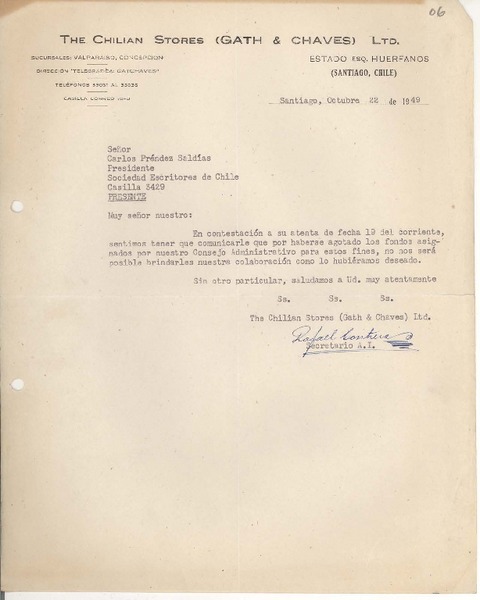 06
THE CHILIAN STORES (GATH & CHAVES) LTD.
SUCURSALES: VALPARAISO, CONCEPCION
ESTADO ESQ. HUERFANOS
DIRECCION TELEGRAFICA: GATCHAVES
(SANTIAGO, CHILE)
TELÉFONOS
CASILLA CORREO
Santiago, Octubre 22 de 1949
Señor
Carlos Préndez Saldías
Presidente
Sociedad Escritores de Chile
Casilla 3429
PRESENTE
Muy señor nuestro:
En contestación a su atenta de fecha 19 del corriente,
sentimos tener que comunicarle que por haberse agotado los fondos asig-
nados por nuestro Consejo Administrativo para estos fines, no nos será
posible brindarles nuestra colaboración como lo hubiéramos deseado.
Sin otro particular, saludamos a Ud. muy atentamente
Ss. Ss. Ss.
The Chilian Stores (Gath & Chaves) Ltd.
Rafael Contreras
Secretario A.I.